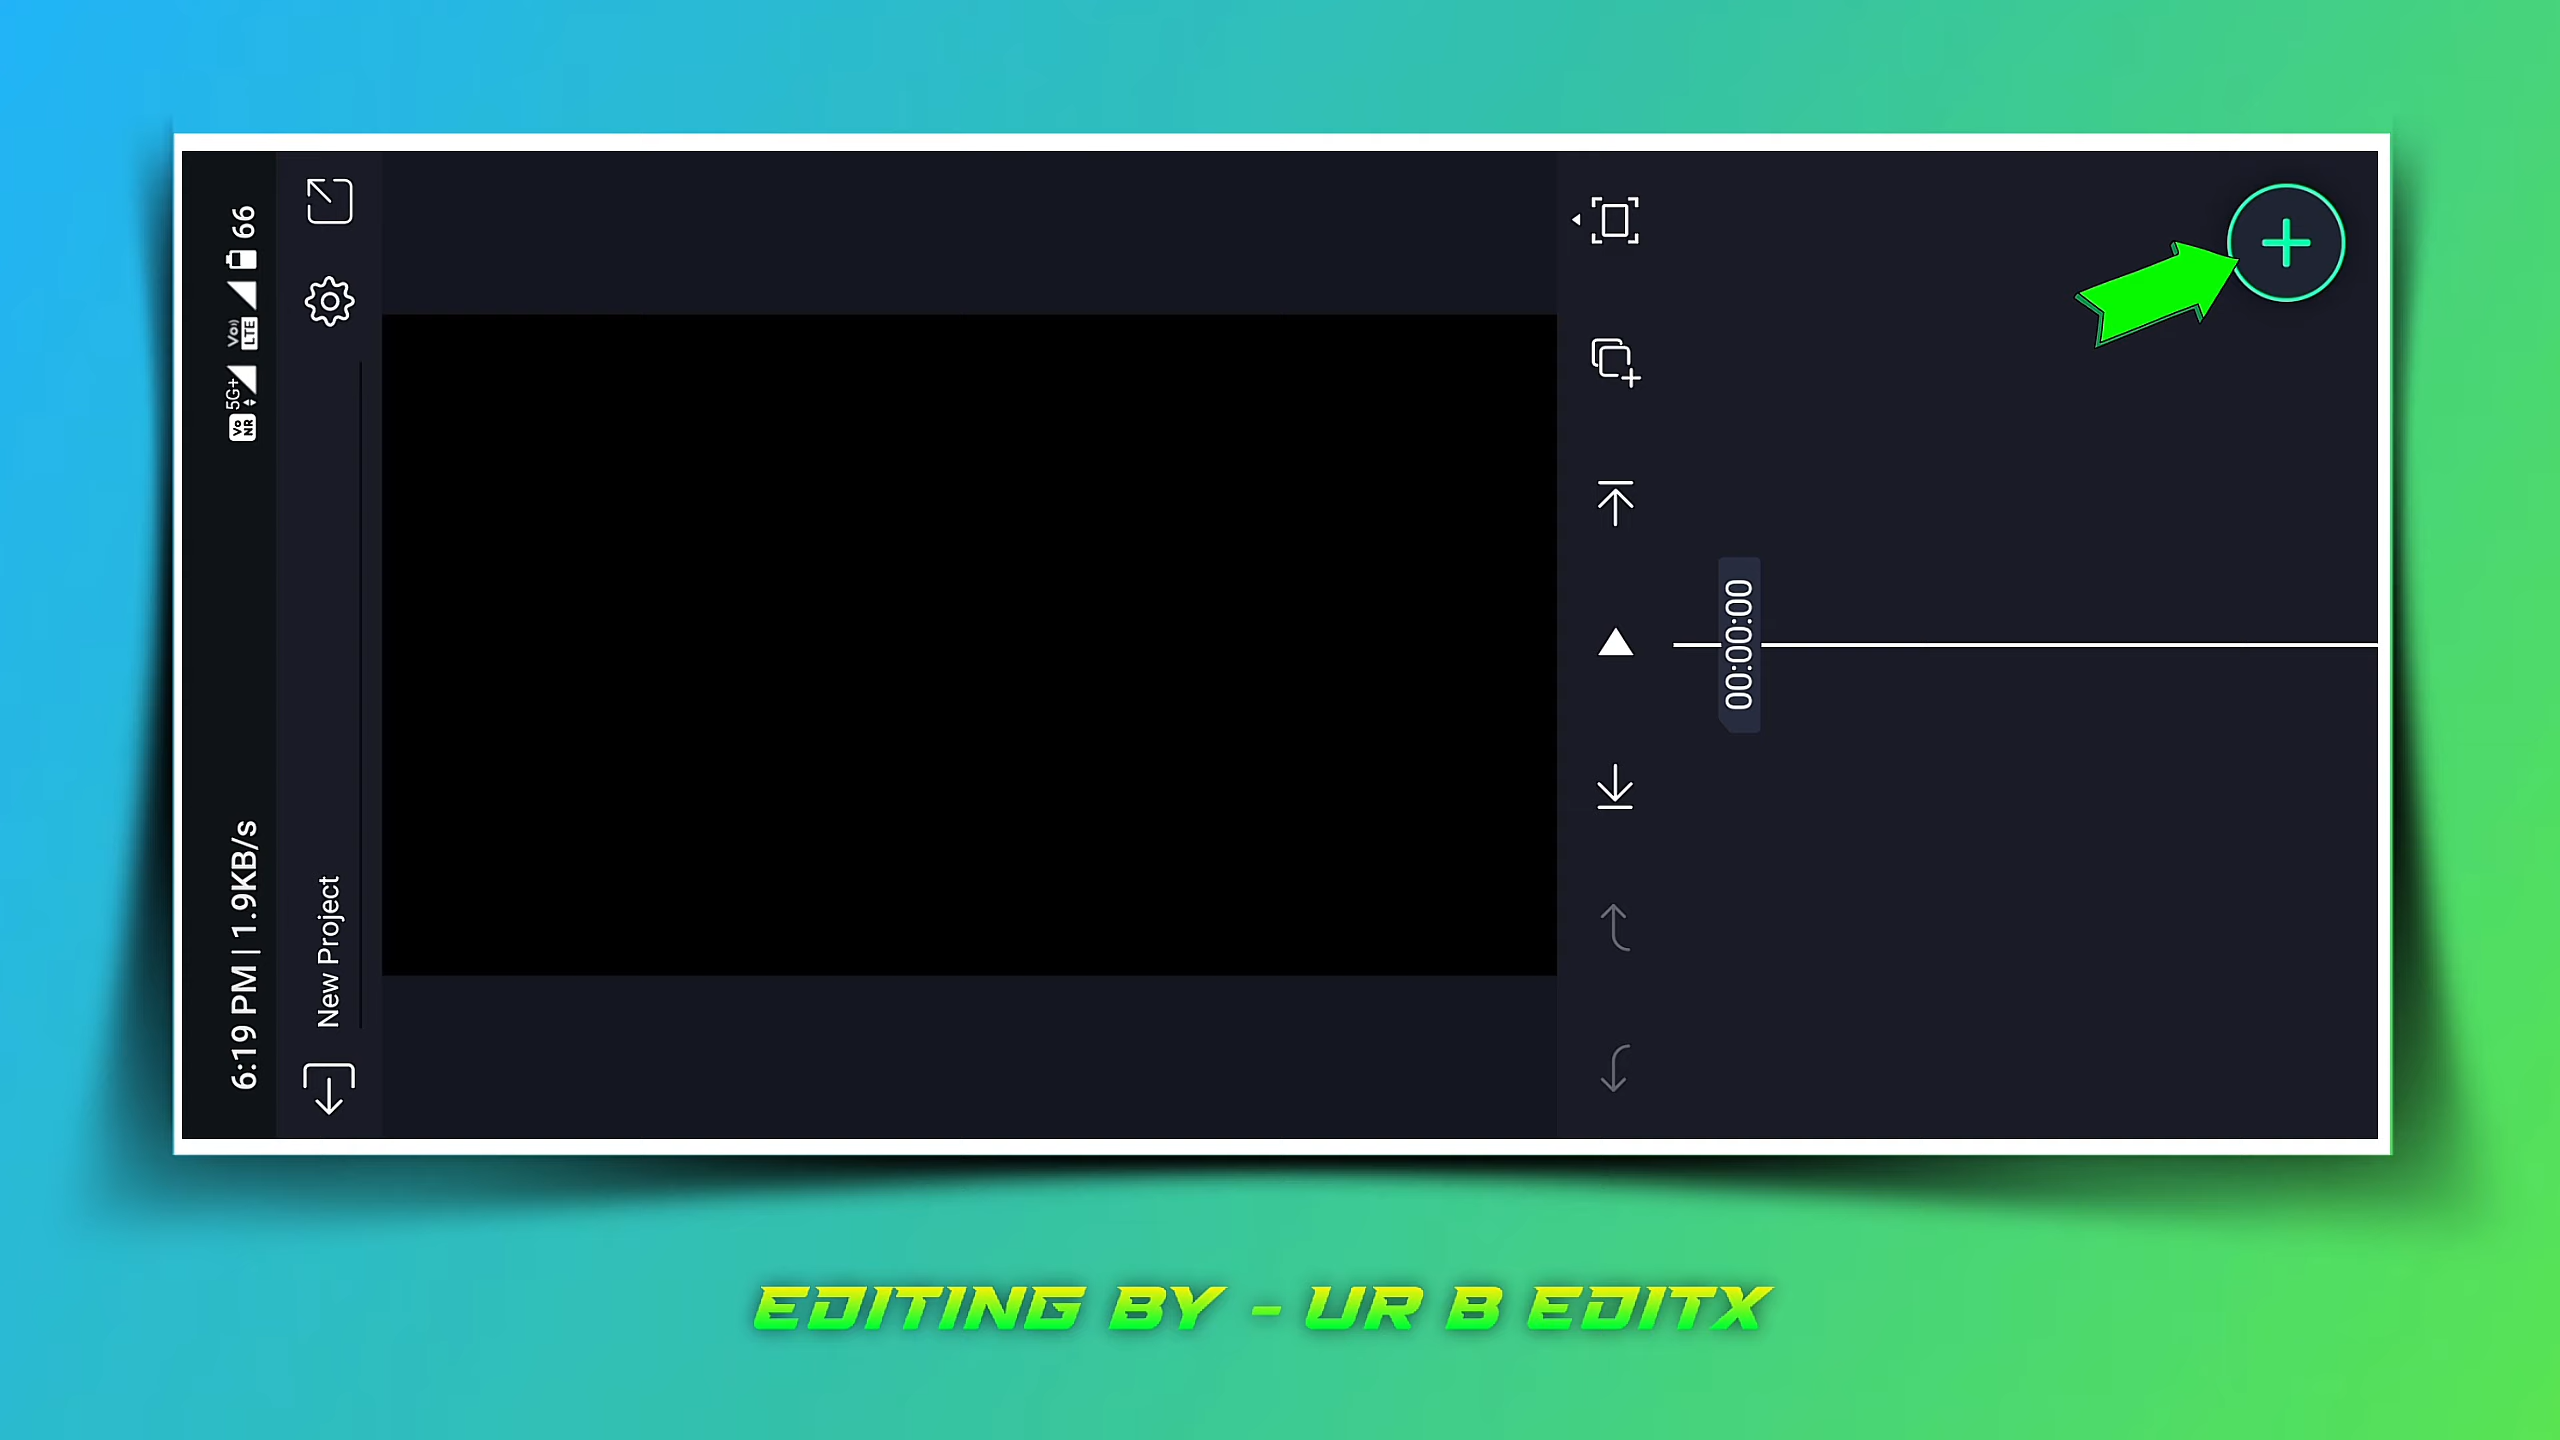 6:19 PM | 1.9KB/s
Vo NR
5G+
Vo)) LTE
66
New Project
00:00:00
EDITING BY - UR B EDITX